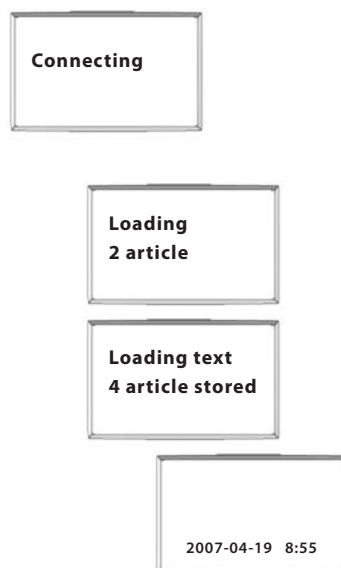 Connecting
Loading
2 article
Loading text
4 article stored
2007-04-19 8:55